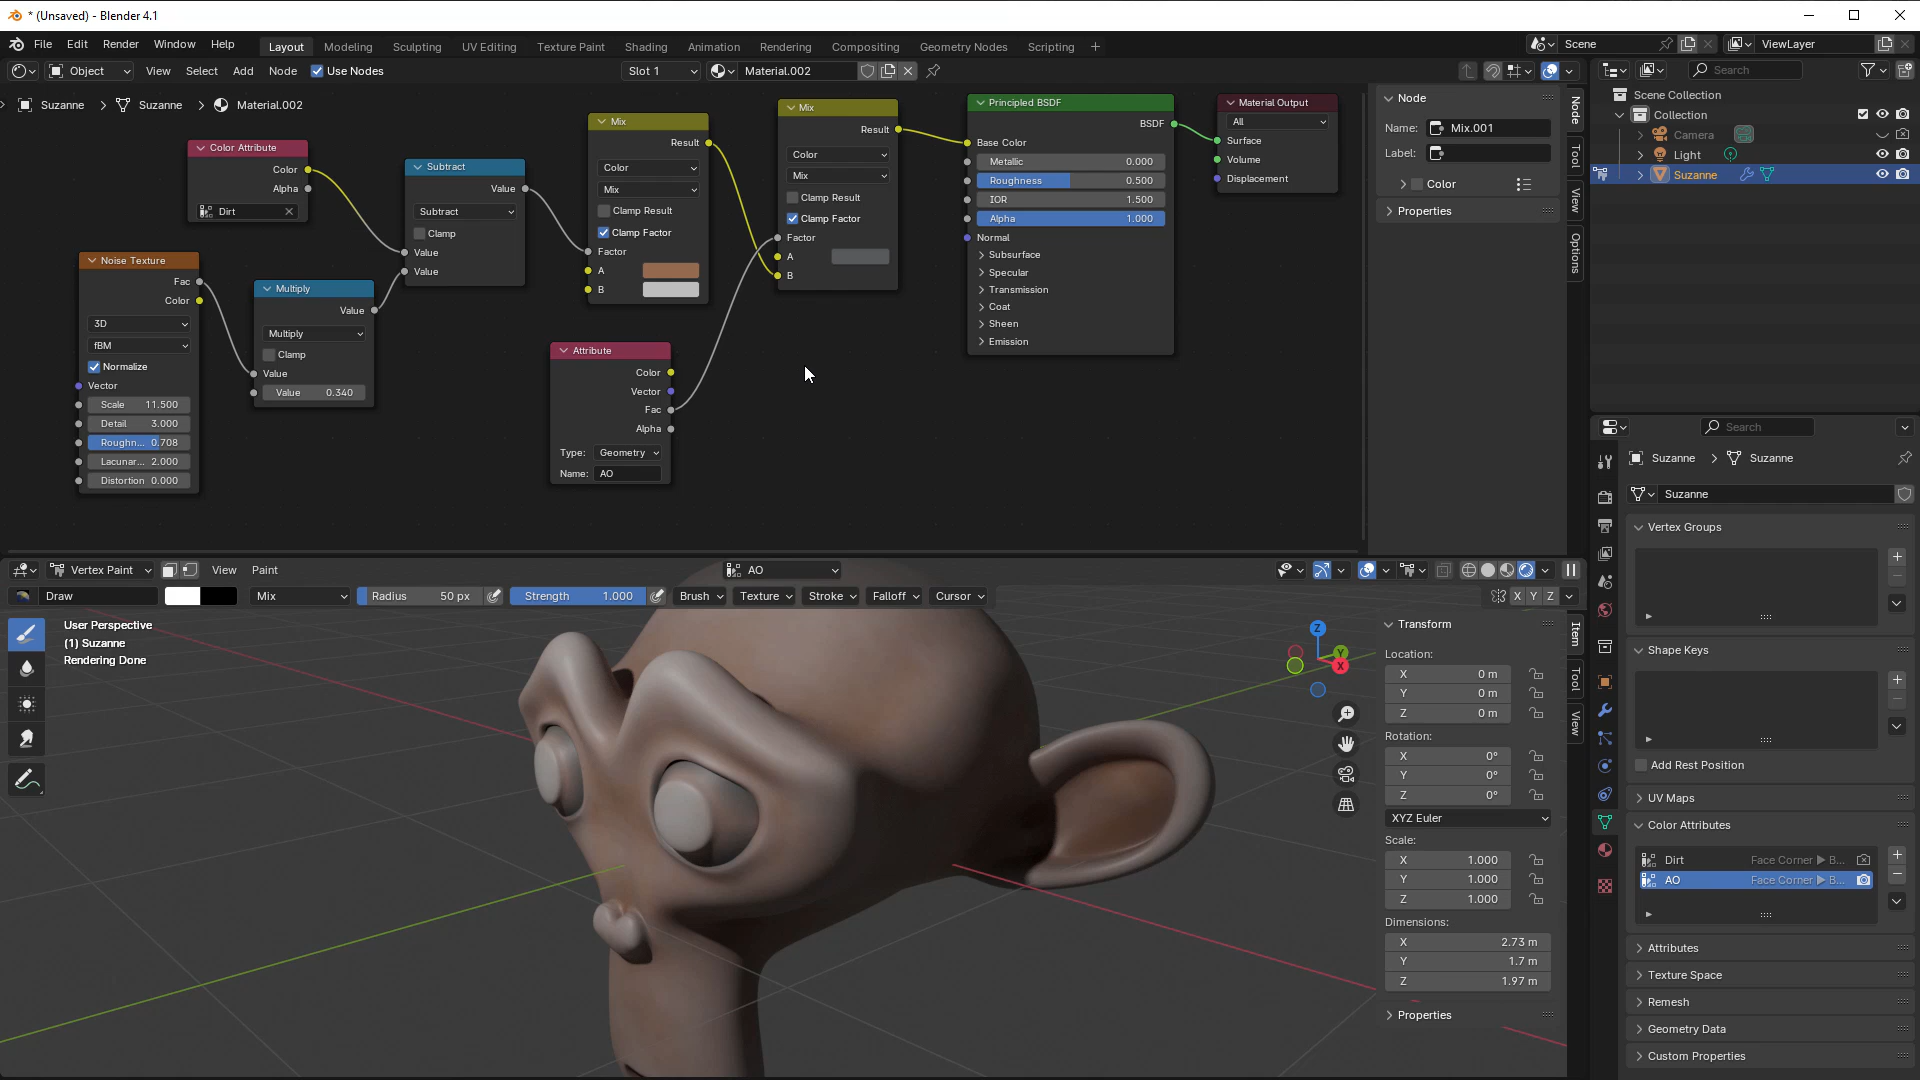 * (Unsaved) - Blender 4.1
File Edit Render Window Help Layout Modeling Sculpting UV Editing Texture Paint Shading Animation Rendering Compositing Geometry Nodes Scripting + Scene ViewLayer
Object View Select Add Node Use Nodes Slot 1 Material.002 Search
Suzanne > Suzanne > Material.002
Color Attribute
Color
Alpha
Dirt
Noise Texture
Fac
Color
3D
fBM
Normalize
Vector
Scale 11.500
Detail 3.000
Roughn... 0.708
Lacunar... 2.000
Distortion 0.000
Multiply
Value
Multiply
Clamp
Value
Value 0.340
Subtract
Value
Subtract
Clamp
Value
Value
Mix
Result
Color
Mix
Clamp Result
Clamp Factor
Factor
A
B
Attribute
Color
Vector
Fac
Alpha
Type: Geometry
Name: AO
Mix
Result
Color
Mix
Clamp Result
Clamp Factor
Factor
A
B
Principled BSDF
BSDF
Base Color
Metallic 0.000
Roughness 0.500
IOR 1.500
Alpha 1.000
Normal
Subsurface
Specular
Transmission
Coat
Sheen
Emission
Material Output
All
Surface
Volume
Displacement
Node
Name: Mix.001
Label:
Color
Properties
Node
Tool
View
Options
Scene Collection
Collection
Camera
Light
Suzanne
Search
Suzanne > Suzanne
Suzanne
Vertex Groups
Shape Keys
Add Rest Position
UV Maps
Color Attributes
Dirt Face Corner ▶ B...
AO Face Corner ▶ B...
Attributes
Texture Space
Remesh
Geometry Data
Custom Properties
Vertex Paint View Paint AO
Draw Mix Radius 50 px Strength 1.000 Brush Texture Stroke Falloff Cursor X Y Z
User Perspective
(1) Suzanne
Rendering Done
Z
Y
X
Transform
Location:
X 0 m
Y 0 m
Z 0 m
Rotation:
X 0°
Y 0°
Z 0°
XYZ Euler
Scale:
X 1.000
Y 1.000
Z 1.000
Dimensions:
X 2.73 m
Y 1.7 m
Z 1.97 m
Properties
Item
Tool
View